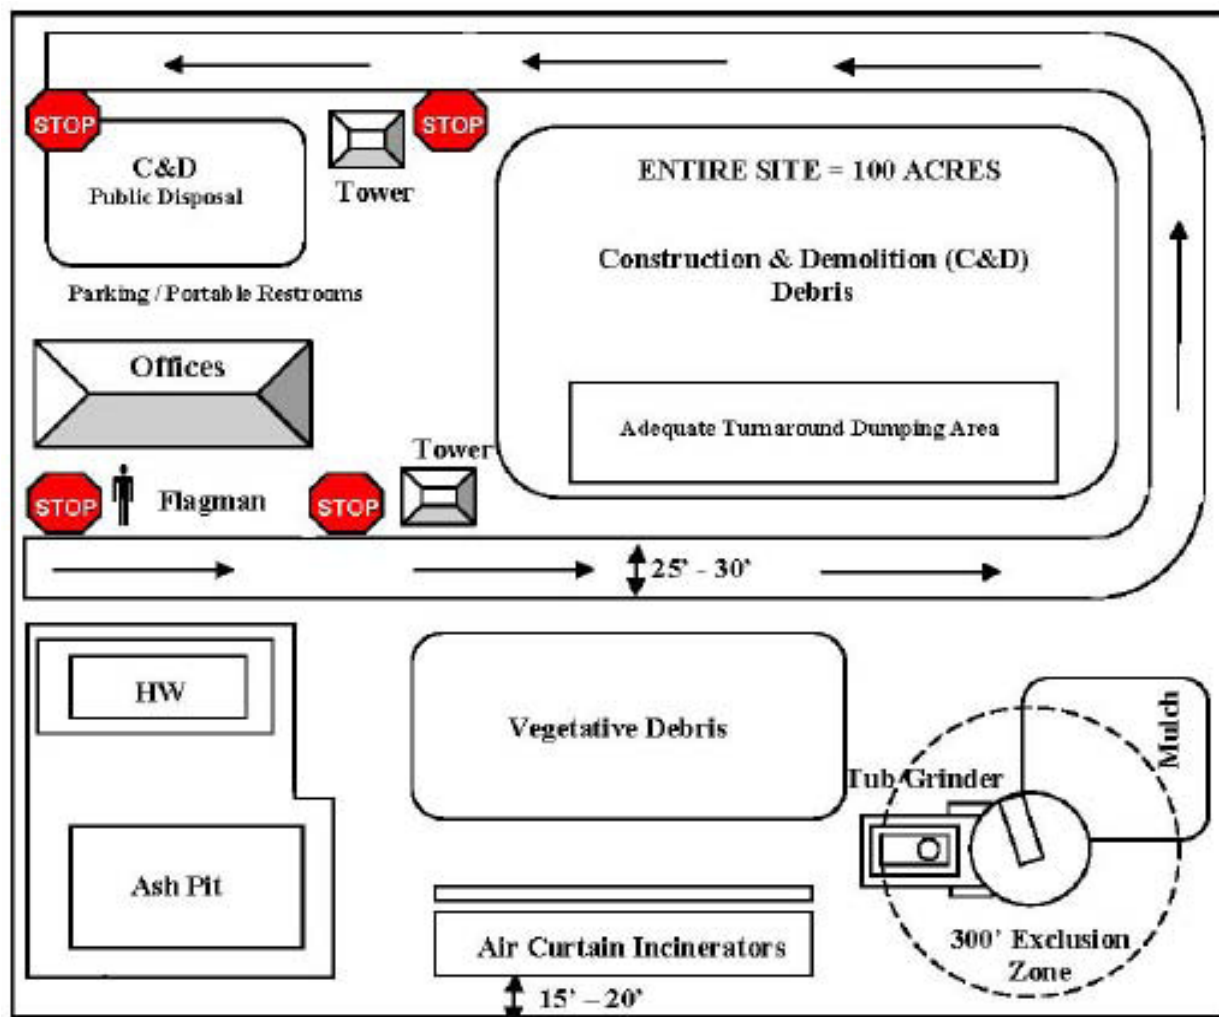 STOP
STOP
C&D
Public Disposal
Tower
ENTIRE SITE = 100 ACRES
Construction & Demolition (C&D)
Debris
Parking / Portable Restrooms
Offices
Adequate Turnaround Dumping Area
Tower
STOP
Flagman
STOP
25' - 30'
HW
Vegetative Debris
Mulch
Tub Grinder
Ash Pit
Air Curtain Incinerators
300' Exclusion
Zone
15' – 20'